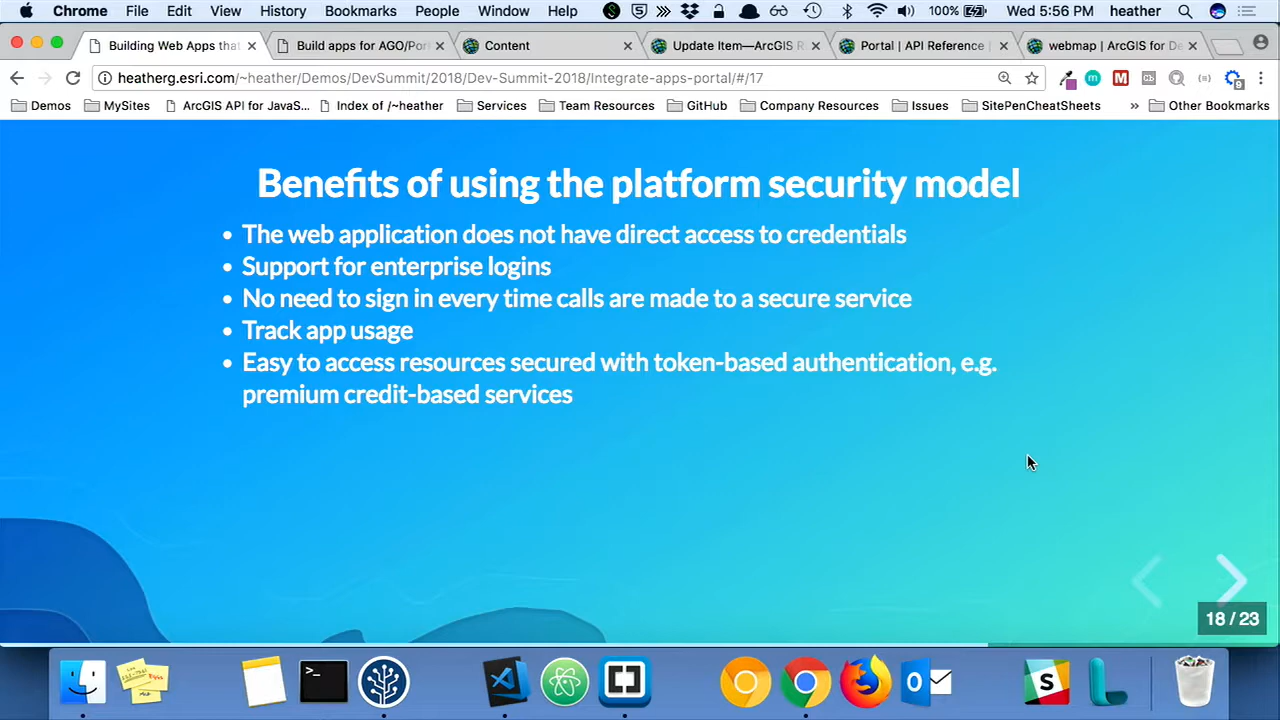 Chrome File Edit View History Bookmarks People Window Help 100% Wed 5:56 PM heather
Building Web Apps that Build apps for AGO/Por Content Update Item—ArcGIS R Portal | API Reference webmap | ArcGIS for De
heatherg.esri.com/~heather/Demos/DevSummit/2018/Dev-Summit-2018/Integrate-apps-portal/#/17
Demos MySites ArcGIS API for JavaS... Index of /~heather Services Team Resources GitHub Company Resources Issues SitePenCheatSheets » Other Bookmarks
Benefits of using the platform security model
• The web application does not have direct access to credentials
• Support for enterprise logins
• No need to sign in every time calls are made to a secure service
• Track app usage
• Easy to access resources secured with token-based authentication, e.g.
premium credit-based services
18 / 23